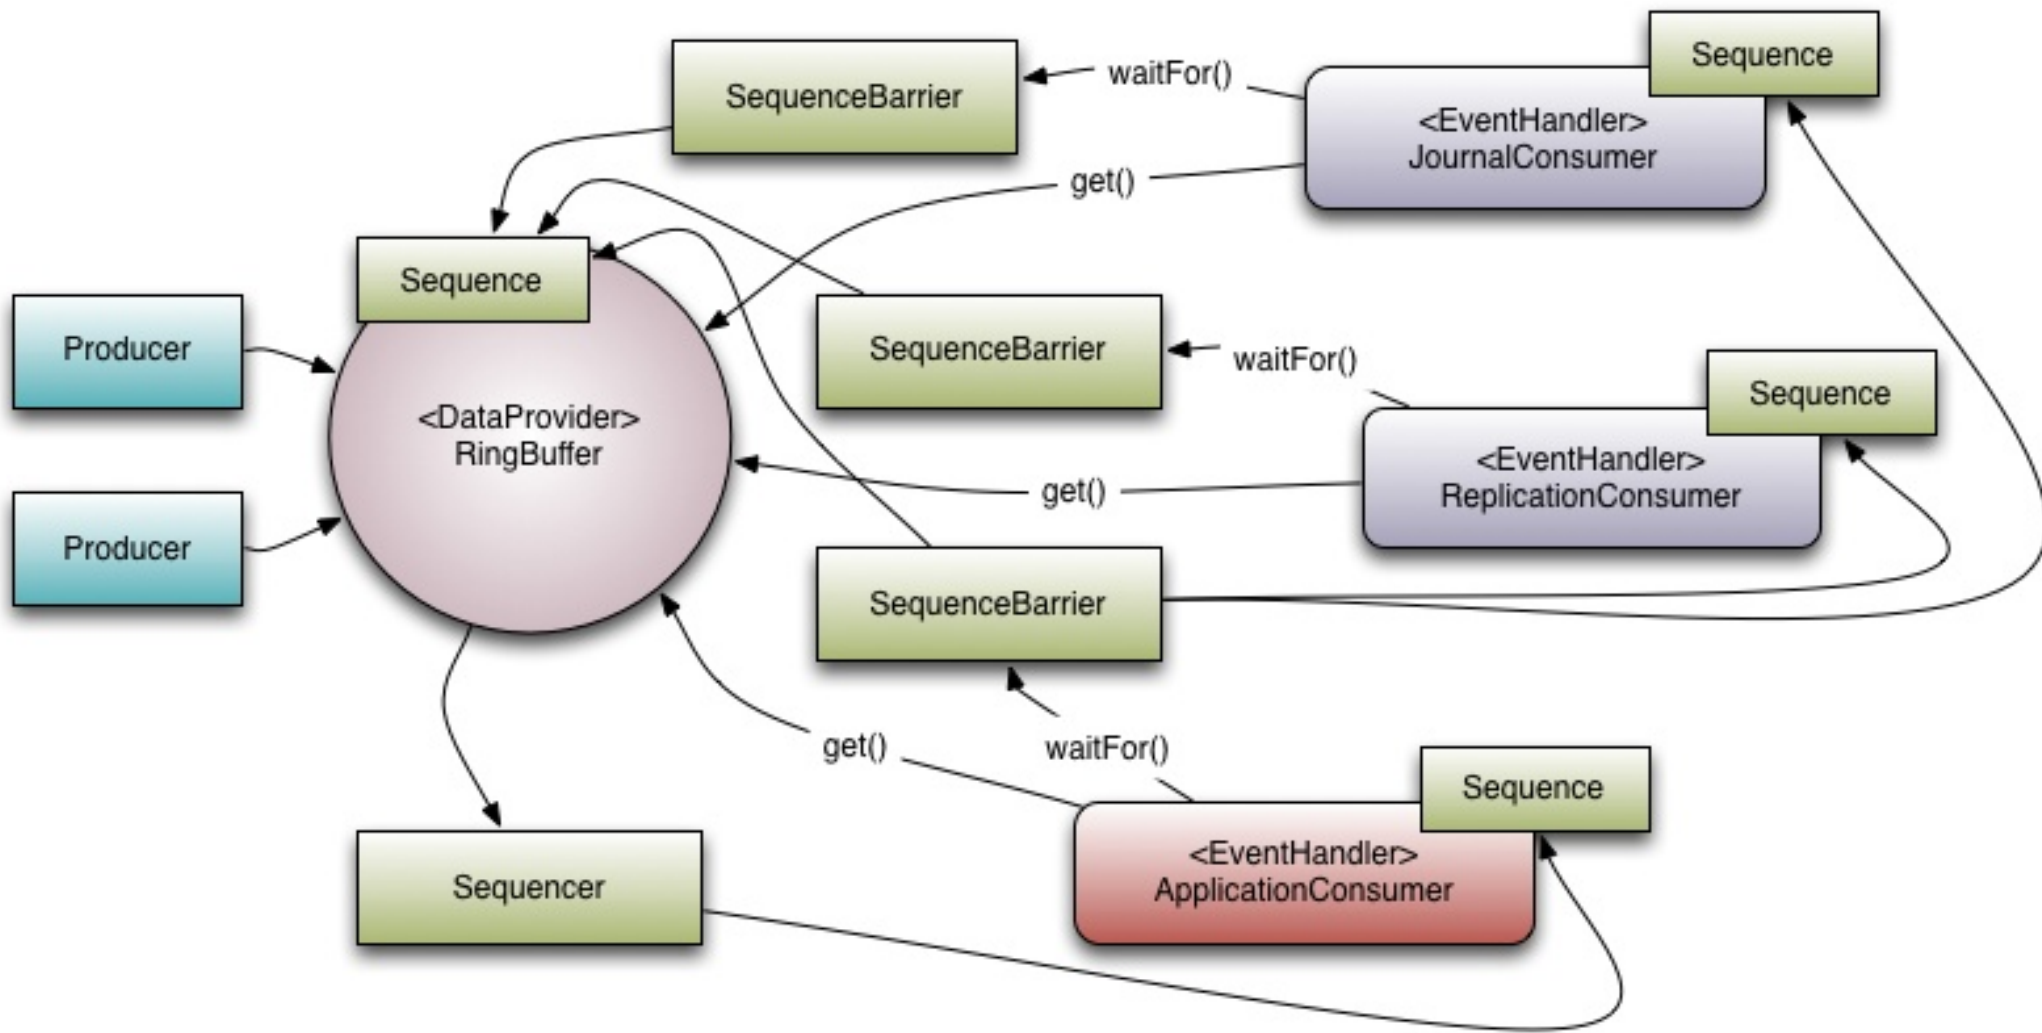 Sequence
SequenceBarrier
waitFor()
<EventHandler>
JournalConsumer
get()
Sequence
Producer
<DataProvider>
RingBuffer
SequenceBarrier
waitFor()
Sequence
<EventHandler>
ReplicationConsumer
get()
Producer
SequenceBarrier
get()
waitFor()
Sequence
<EventHandler>
ApplicationConsumer
Sequencer